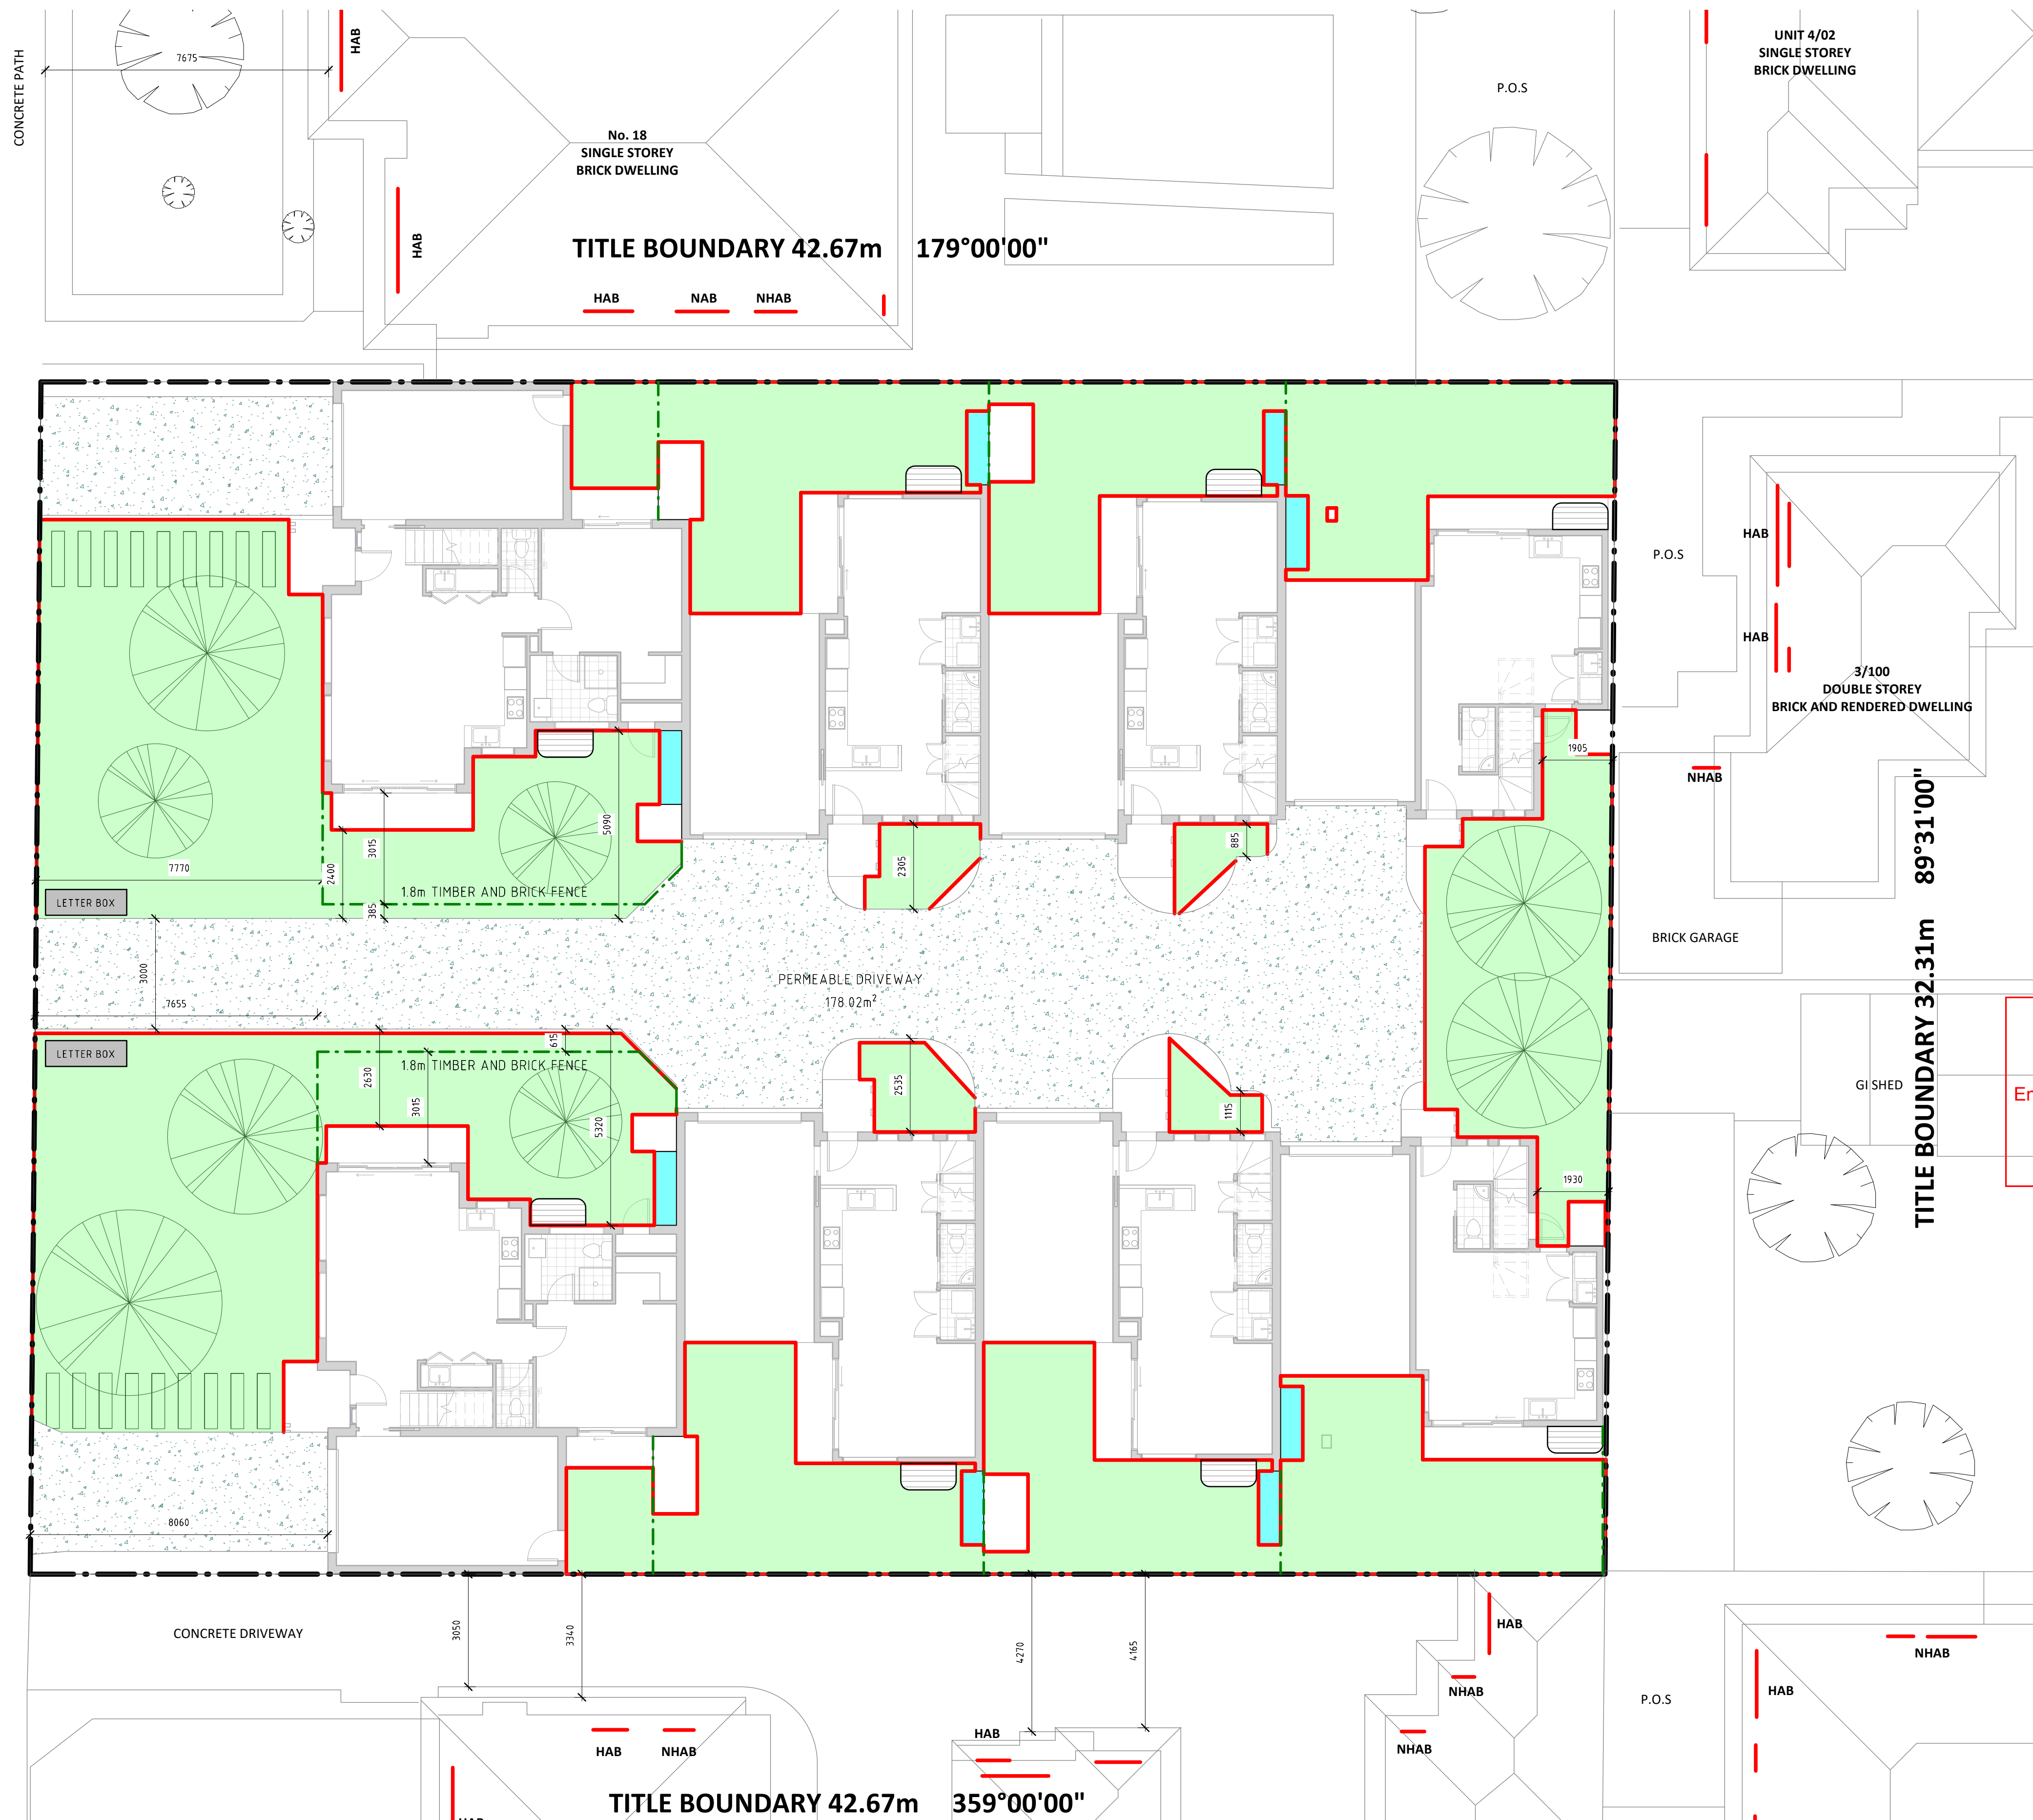 CONCRETE PATH
7675
HAB
No. 18
SINGLE STOREY
BRICK DWELLING
HAB
P.O.S
UNIT 4/02
SINGLE STOREY
BRICK DWELLING
TITLE BOUNDARY 42.67m 179°00'00"
HAB
NAB
NHAB
P.O.S
HAB
HAB
3/100
DOUBLE STOREY
BRICK AND RENDERED DWELLING
NHAB
1905
BRICK GARAGE
TITLE BOUNDARY 32.31m 89°31'00"
7770
2400
3015
385
5090
2305
885
1.8m TIMBER AND BRICK FENCE
LETTER BOX
3000
7655
PERMEABLE DRIVEWAY
178.02m²
LETTER BOX
1.8m TIMBER AND BRICK FENCE
615
2630
3015
5320
2535
1115
1930
GI SHED
Er
8060
CONCRETE DRIVEWAY
3050
3340
4270
4165
HAB
NHAB
NHAB
P.O.S
HAB
NHAB
HAB
NHAB
HAB
HAB
TITLE BOUNDARY 42.67m 359°00'00"